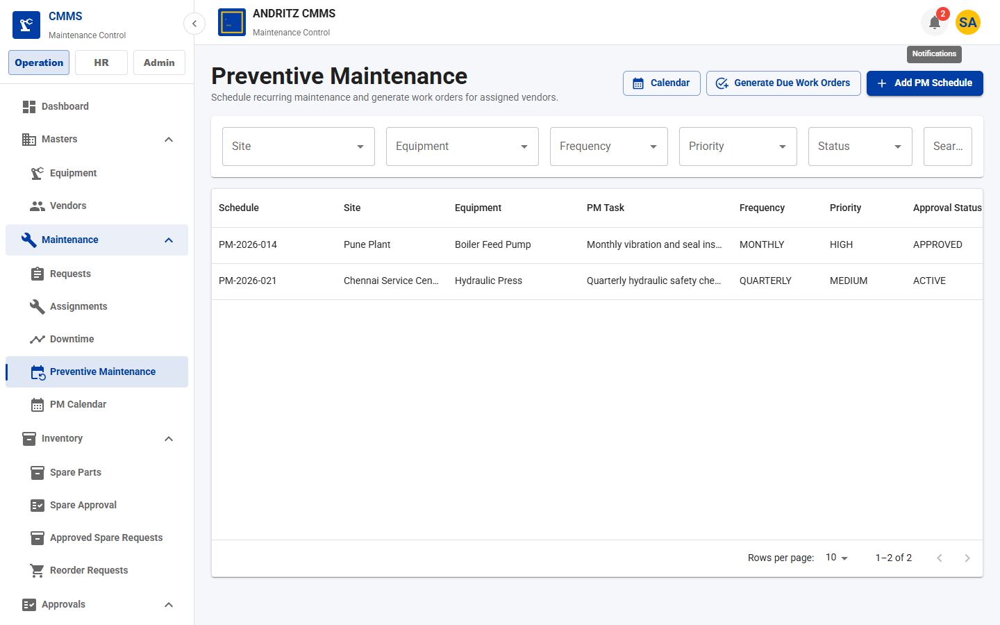 CMMS
Maintenance Control
Operation
HR
Admin
Dashboard
Masters
Equipment
Vendors
Maintenance
Requests
Assignments
Downtime
Preventive Maintenance
PM Calendar
Inventory
Spare Parts
Spare Approval
Approved Spare Requests
Reorder Requests
Approvals
ANDRITZ CMMS
Maintenance Control
2
SA
Notifications
Preventive Maintenance
Schedule recurring maintenance and generate work orders for assigned vendors.
Calendar
Generate Due Work Orders
Add PM Schedule
Site
Equipment
Frequency
Priority
Status
Sear...
Schedule Site Equipment PM Task Frequency Priority Approval Status
PM-2026-014 Pune Plant Boiler Feed Pump Monthly vibration and seal ins... MONTHLY HIGH APPROVED
PM-2026-021 Chennai Service Cen... Hydraulic Press Quarterly hydraulic safety che... QUARTERLY MEDIUM ACTIVE
Rows per page: 10 1–2 of 2